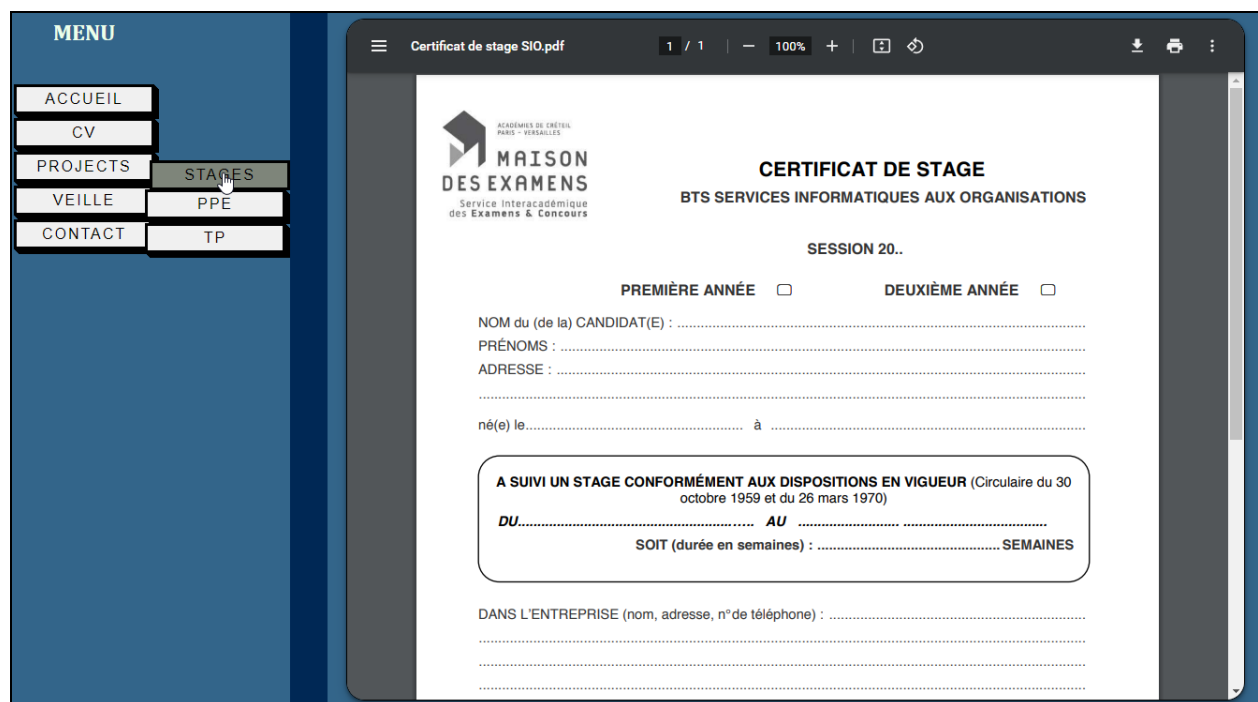 MENU
ACCUEIL
CV
PROJECTS
VEILLE
CONTACT
STAGES
PPE
TP
Certificat de stage SIO.pdf
1 / 1
100%
ACADÉMIES DE CRÉTEIL
PARIS - VERSAILLES
MAISON
DES EXAMENS
Service Interacadémique
des Examens & Concours
CERTIFICAT DE STAGE
BTS SERVICES INFORMATIQUES AUX ORGANISATIONS
SESSION 20..
PREMIÈRE ANNÉE DEUXIÈME ANNÉE
NOM du (de la) CANDIDAT(E) :
PRÉNOMS :
ADRESSE :
né(e) le à
A SUIVI UN STAGE CONFORMÉMENT AUX DISPOSITIONS EN VIGUEUR (Circulaire du 30
octobre 1959 et du 26 mars 1970)
DU AU
SOIT (durée en semaines) : SEMAINES
DANS L'ENTREPRISE (nom, adresse, n° de téléphone) :